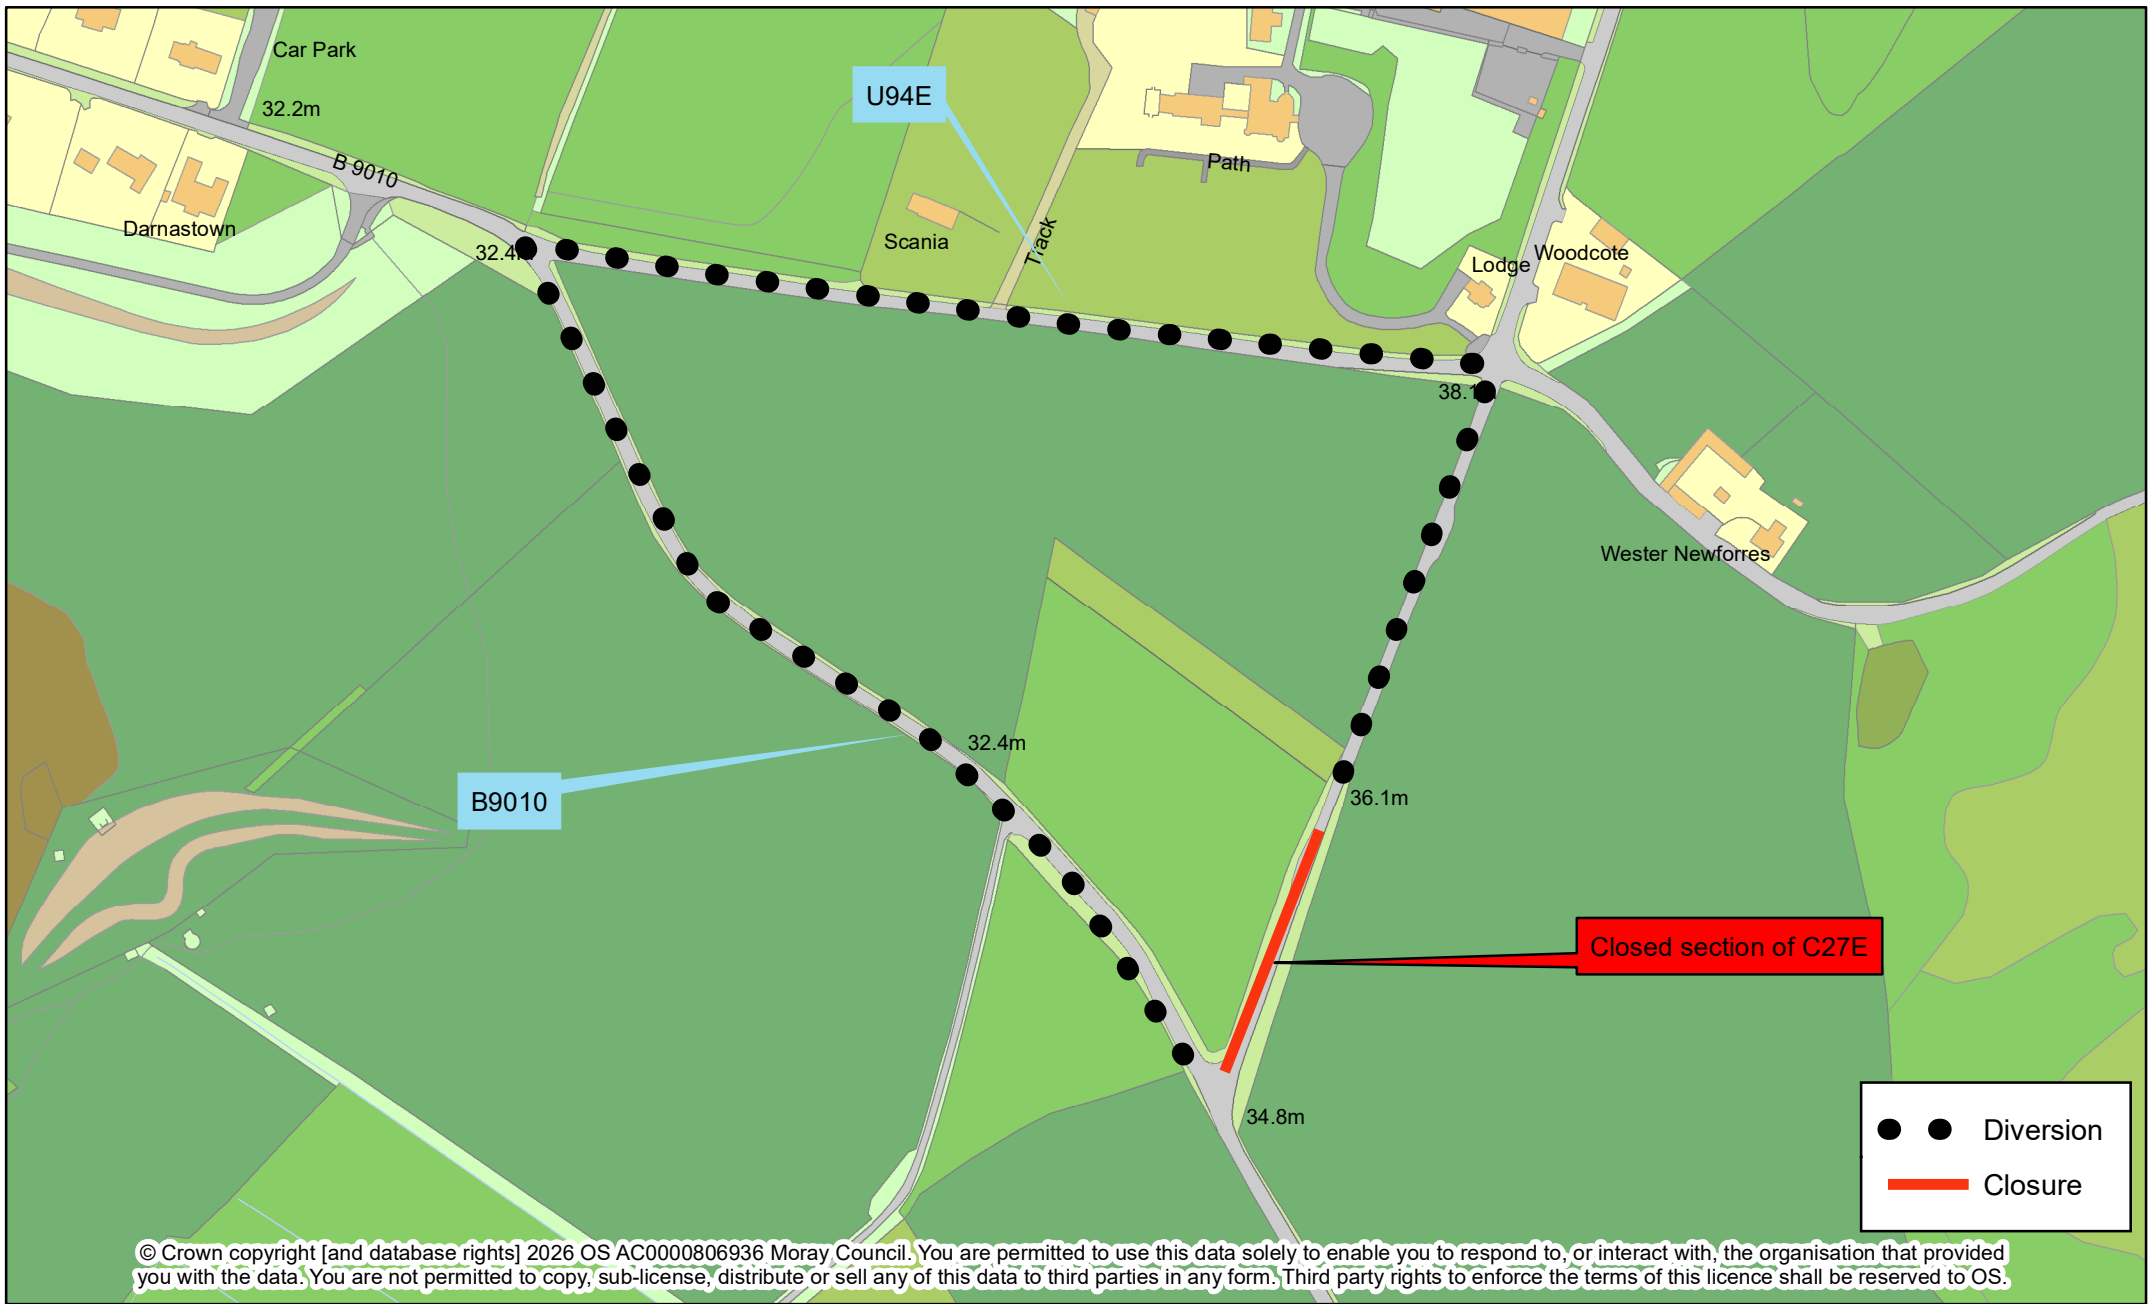 Car Park
32.2m
U94E
B 9010
Path
Darnastown
Scania
Track
32.4m
Lodge
Woodcote
38.1
Wester Newforres
32.4m
B9010
36.1m
Closed section of C27E
34.8m
Diversion
Closure
© Crown copyright [and database rights] 2026 OS AC0000806936 Moray Council. You are permitted to use this data solely to enable you to respond to, or interact with, the organisation that provided
you with the data. You are not permitted to copy, sub-license, distribute or sell any of this data to third parties in any form. Third party rights to enforce the terms of this licence shall be reserved to OS.